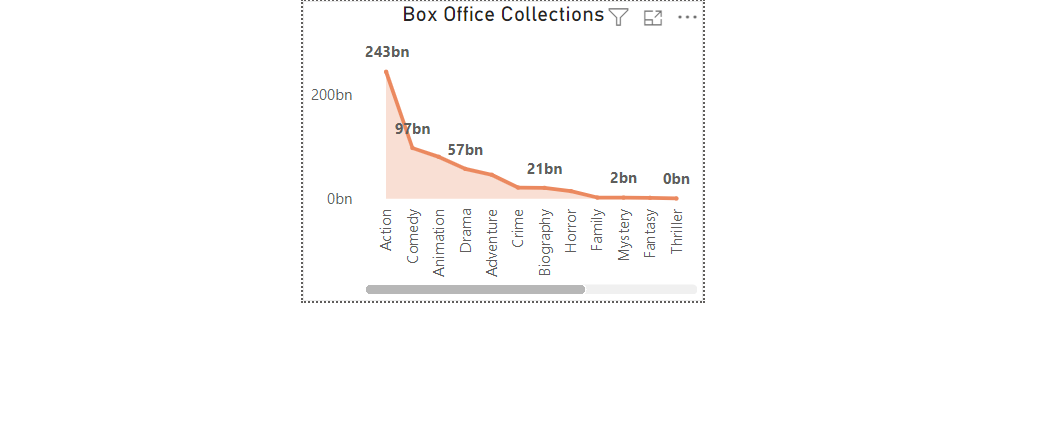 Box Office Collections
243bn
200bn
97bn
57bn
21bn
2bn
0bn
0bn
Action
Comedy
Animation
Drama
Adventure
Crime
Biography
Horror
Family
Mystery
Fantasy
Thriller